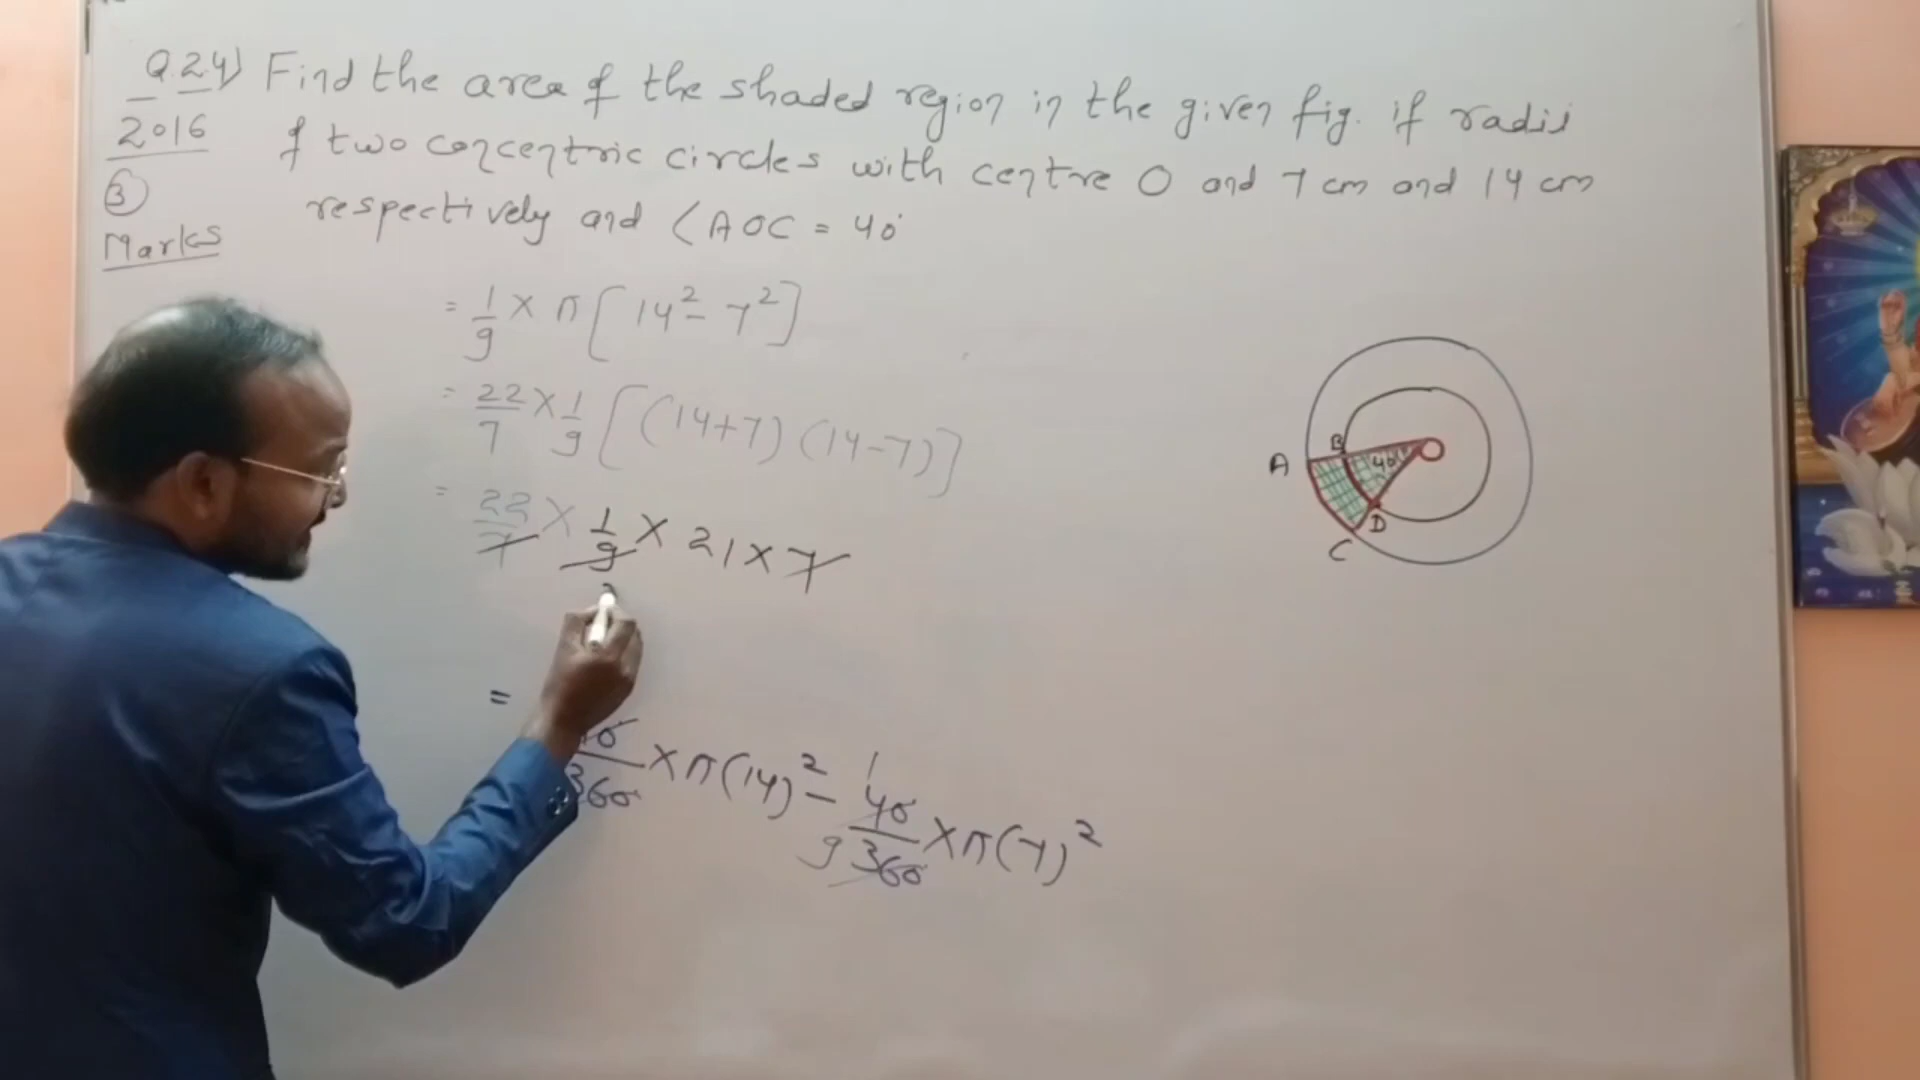 Q.24) Find the area of the shaded region in the given fig. if radii
2016 of two concentric circles with centre O and 7 cm and 14 cm
③ respectively and ∠AOC = 40°
Marks
= 1/9 × π [14² - 7²]
= 22/7 × 1/9 [(14+7) (14-7)]
= 22/7 × 1/9 × 21 × 7
=
40/360 × π(14)² - 1 40/9 360 × π(7)²
A B 40°
D
C